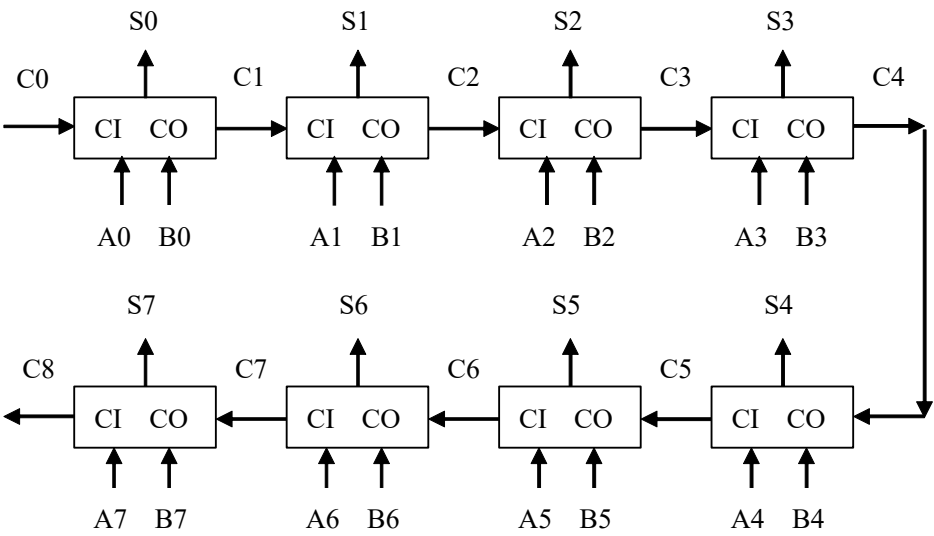 S0 S1 S2 S3
C0 C1 C2 C3 C4
CI CO CI CO CI CO CI CO
A0 B0 A1 B1 A2 B2 A3 B3
S7 S6 S5 S4
C8 C7 C6 C5
CI CO CI CO CI CO CI CO
A7 B7 A6 B6 A5 B5 A4 B4